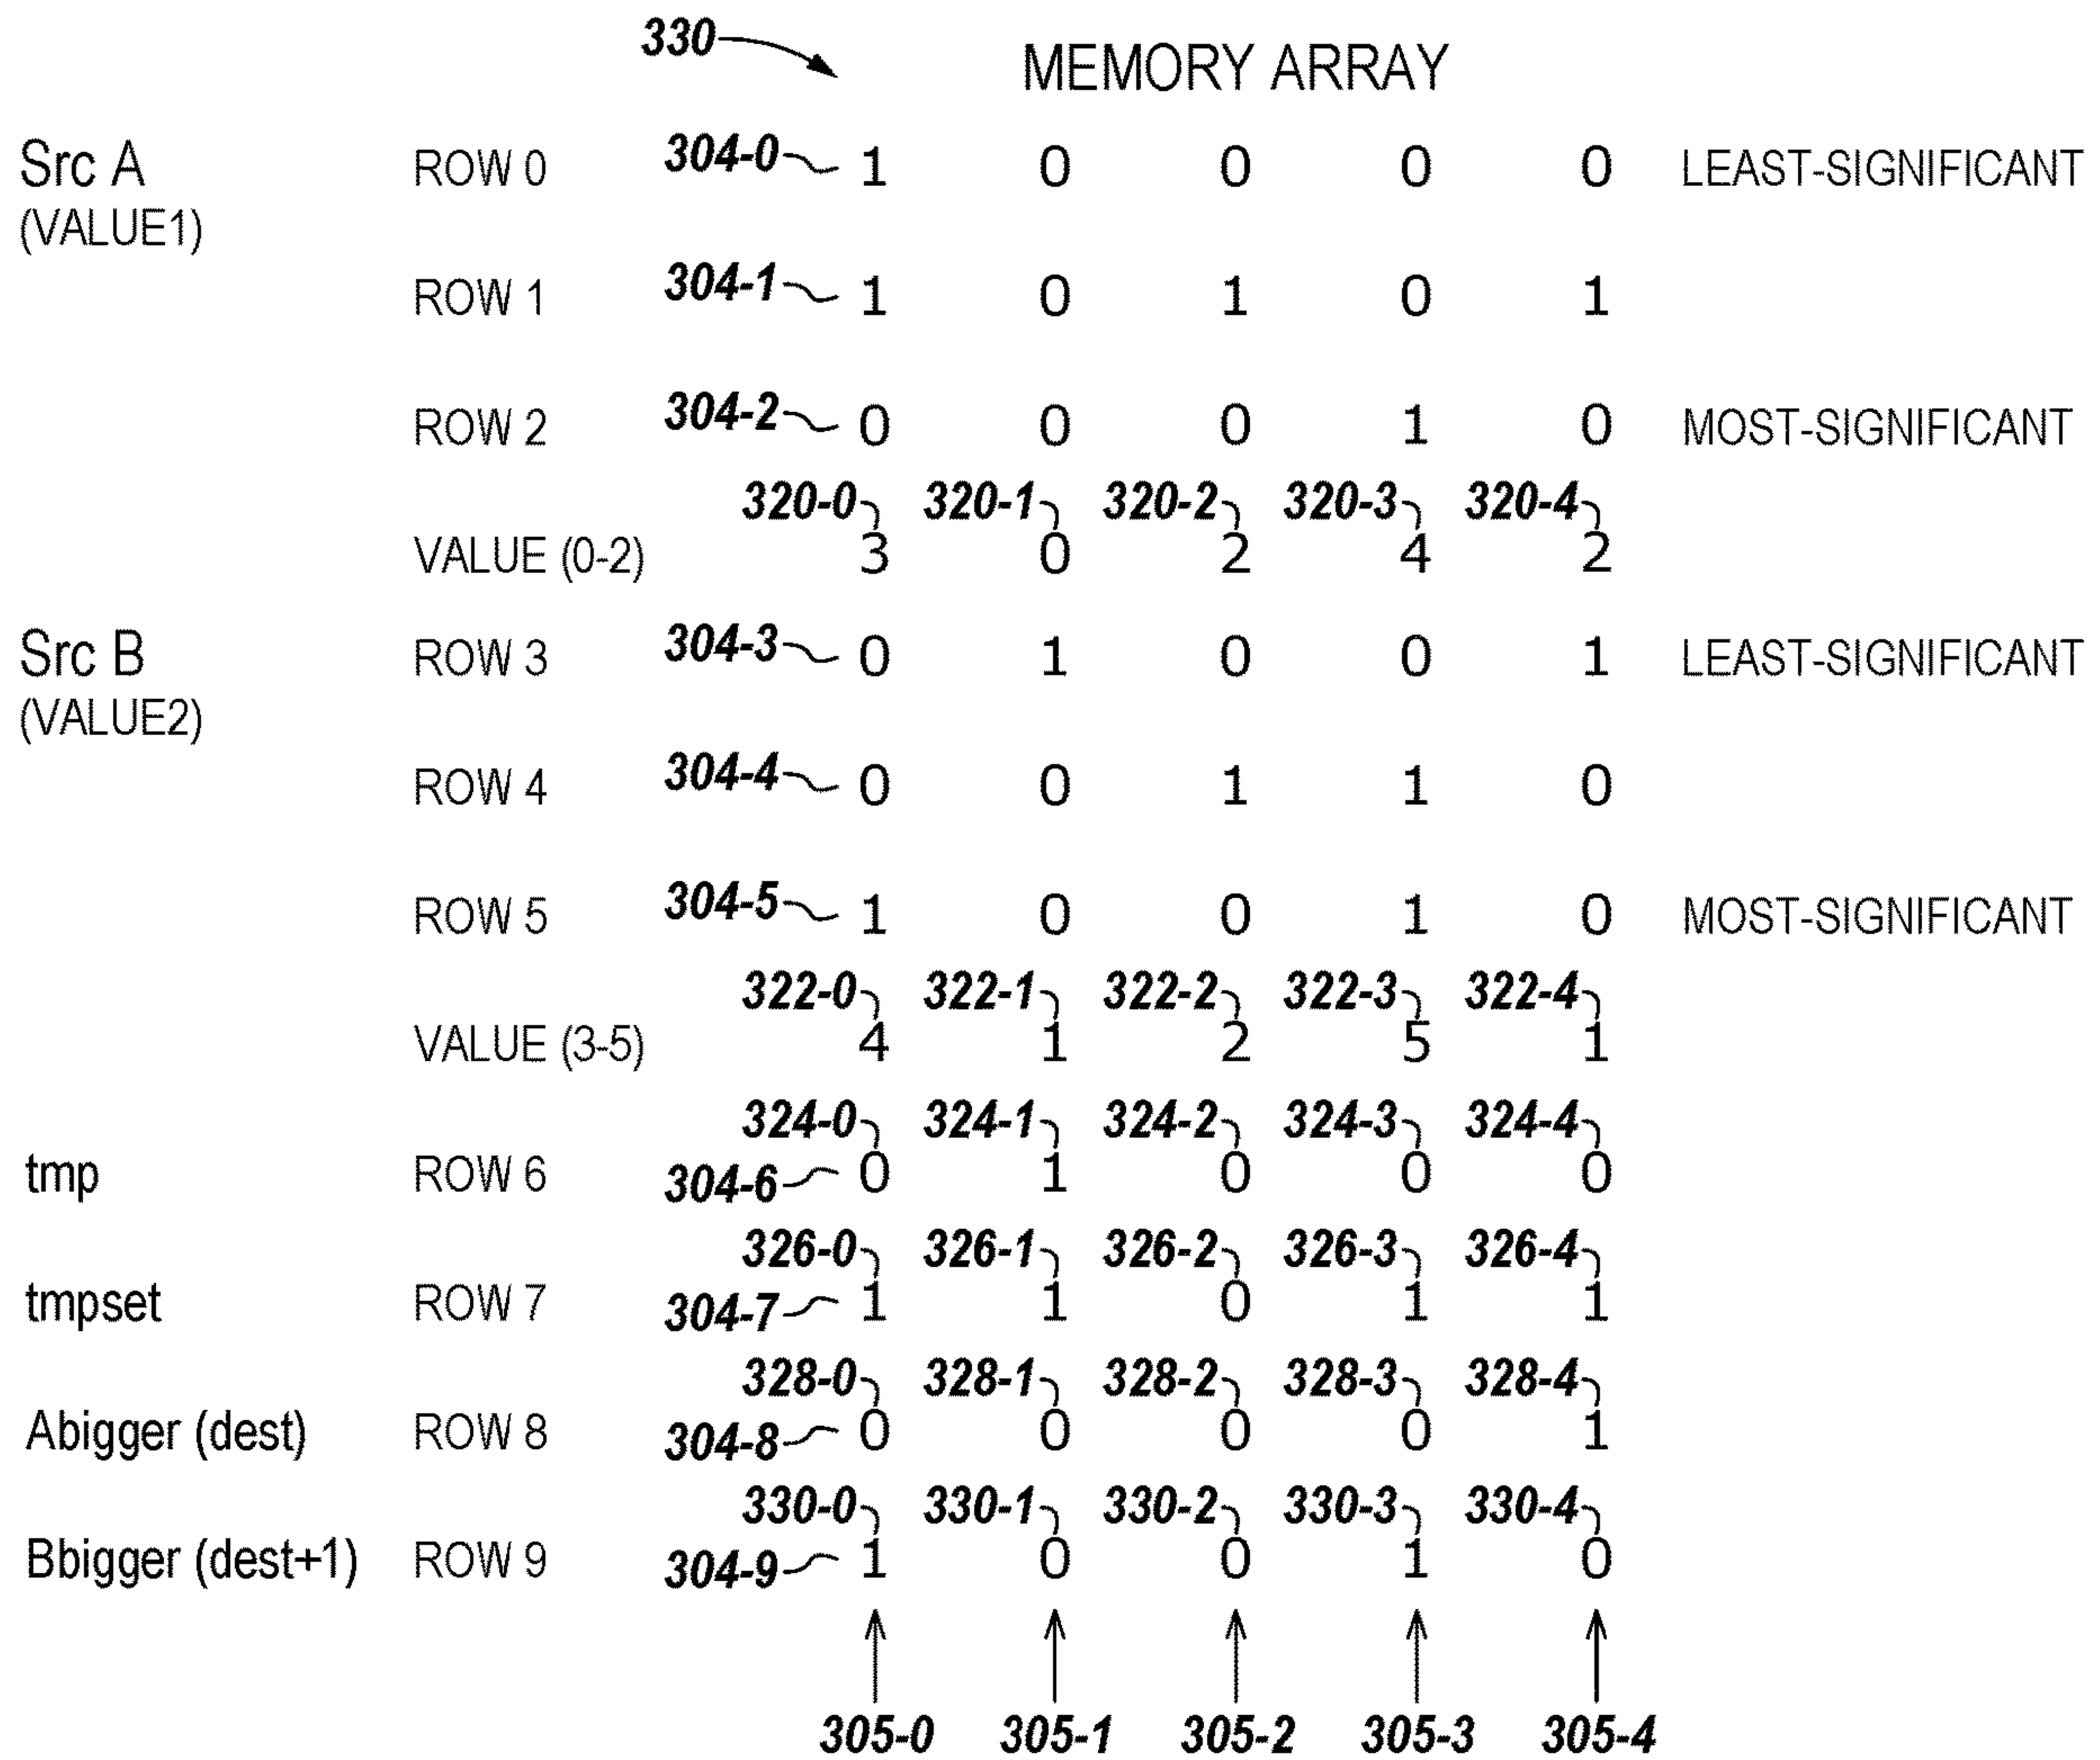 330 MEMORY ARRAY
Src A ROW 0 304-0 1 0 0 0 0 LEAST-SIGNIFICANT
(VALUE1)
ROW 1 304-1 1 0 1 0 1
ROW 2 304-2 0 0 0 1 0 MOST-SIGNIFICANT
320-0 320-1 320-2 320-3 320-4
VALUE (0-2) 3 0 2 4 2
Src B ROW 3 304-3 0 1 0 0 1 LEAST-SIGNIFICANT
(VALUE2)
ROW 4 304-4 0 0 1 1 0
ROW 5 304-5 1 0 0 1 0 MOST-SIGNIFICANT
322-0 322-1 322-2 322-3 322-4
VALUE (3-5) 4 1 2 5 1
324-0 324-1 324-2 324-3 324-4
tmp ROW 6 304-6 0 1 0 0 0
326-0 326-1 326-2 326-3 326-4
tmpset ROW 7 304-7 1 1 0 1 1
328-0 328-1 328-2 328-3 328-4
Abigger (dest) ROW 8 304-8 0 0 0 0 1
330-0 330-1 330-2 330-3 330-4
Bbigger (dest+1) ROW 9 304-9 1 0 0 1 0
305-0 305-1 305-2 305-3 305-4